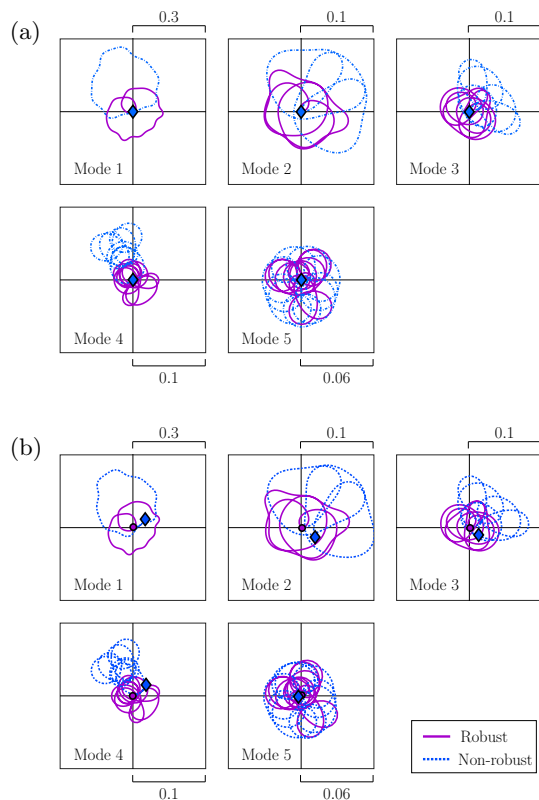 0.3
0.1
0.1
(a)
Mode 1
Mode 2
Mode 3
Mode 4
Mode 5
0.1
0.06
0.3
0.1
0.1
(b)
Mode 1
Mode 2
Mode 3
Mode 4
Mode 5
0.1
0.06
Robust
Non-robust